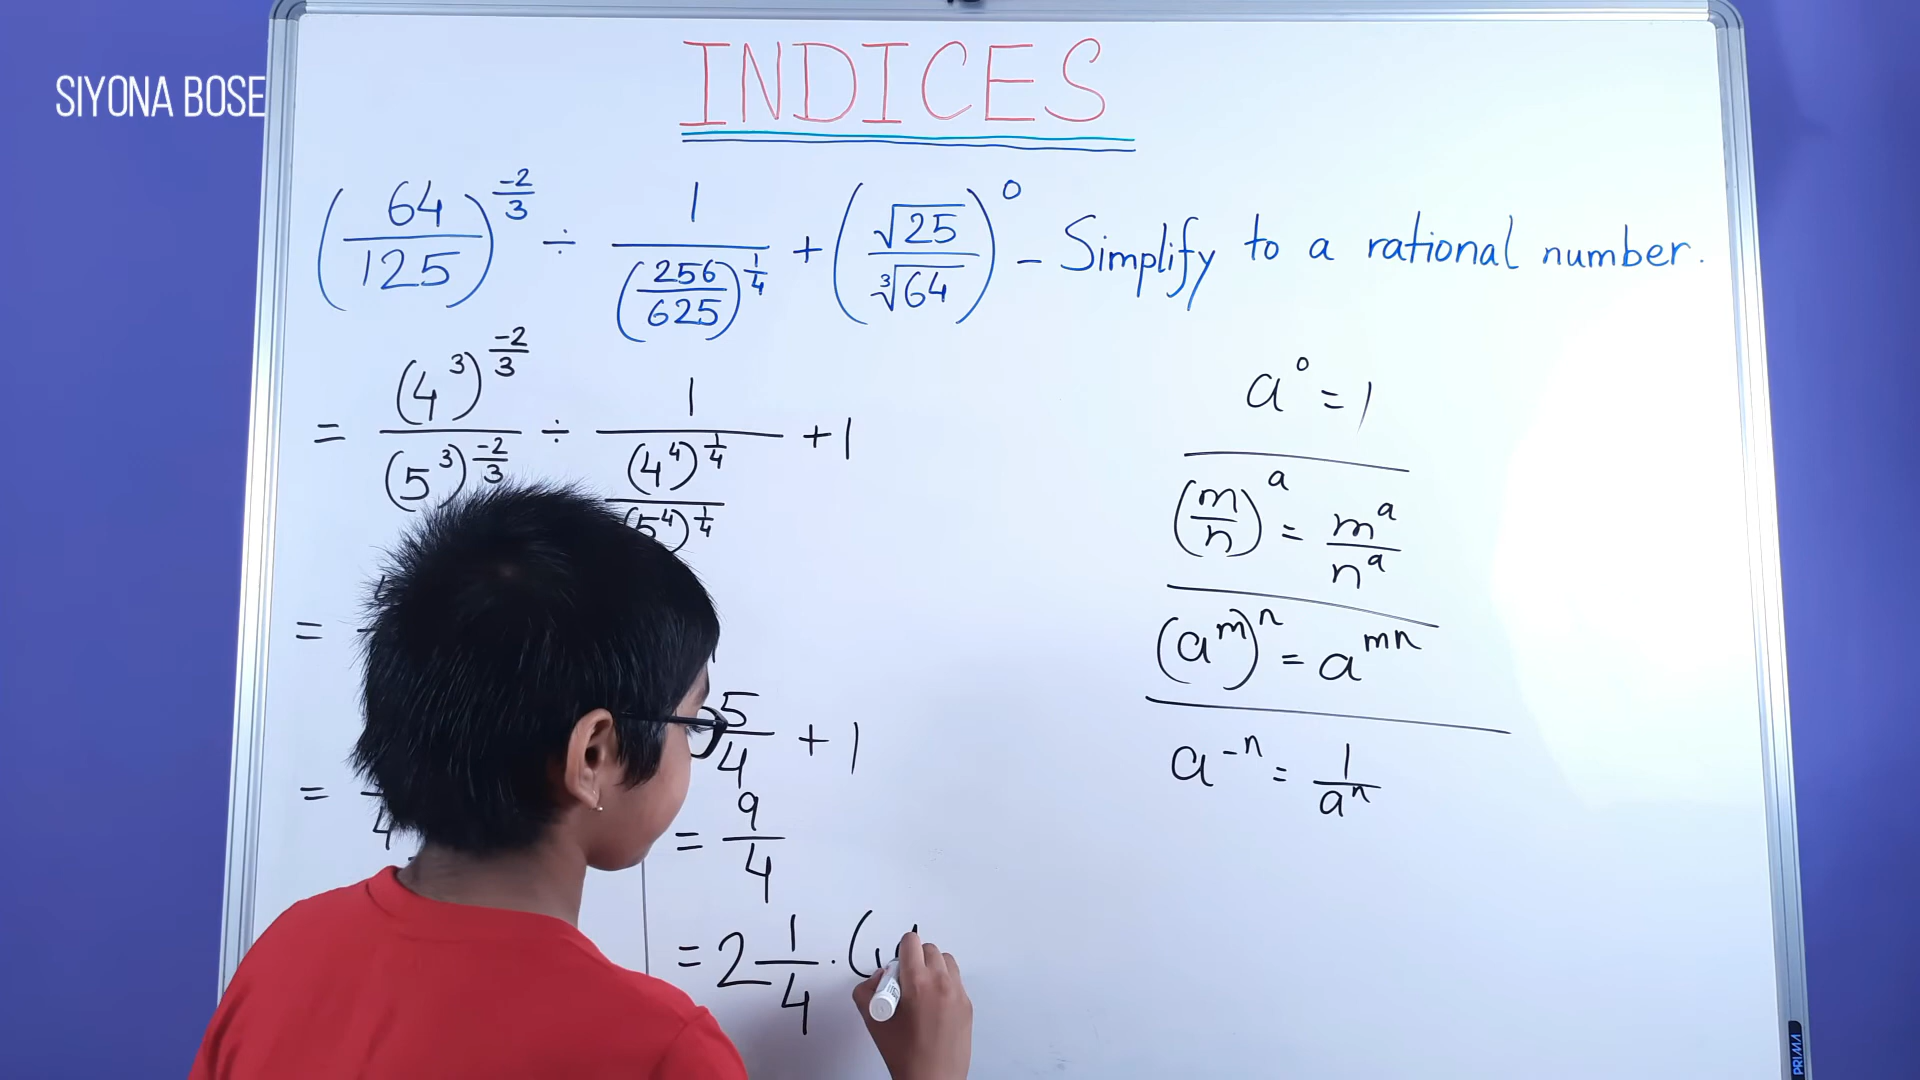 SIYONA BOSE
INDICES
(64/125)^(-2/3) ÷ 1/(256/625)^(1/4) + (√25/∛64)^0 - Simplify to a rational number.
= (4^3)^(-2/3)/(5^3)^(-2/3) ÷ 1/((4^4)^(1/4)/(5^4)^(1/4)) + 1
=
= 4
5/4 + 1
= 9/4
= 2 1/4 . (
a^0 = 1
(m/n)^a = m^a/n^a
(a^m)^n = a^mn
a^-n = 1/a^n
PRIMA